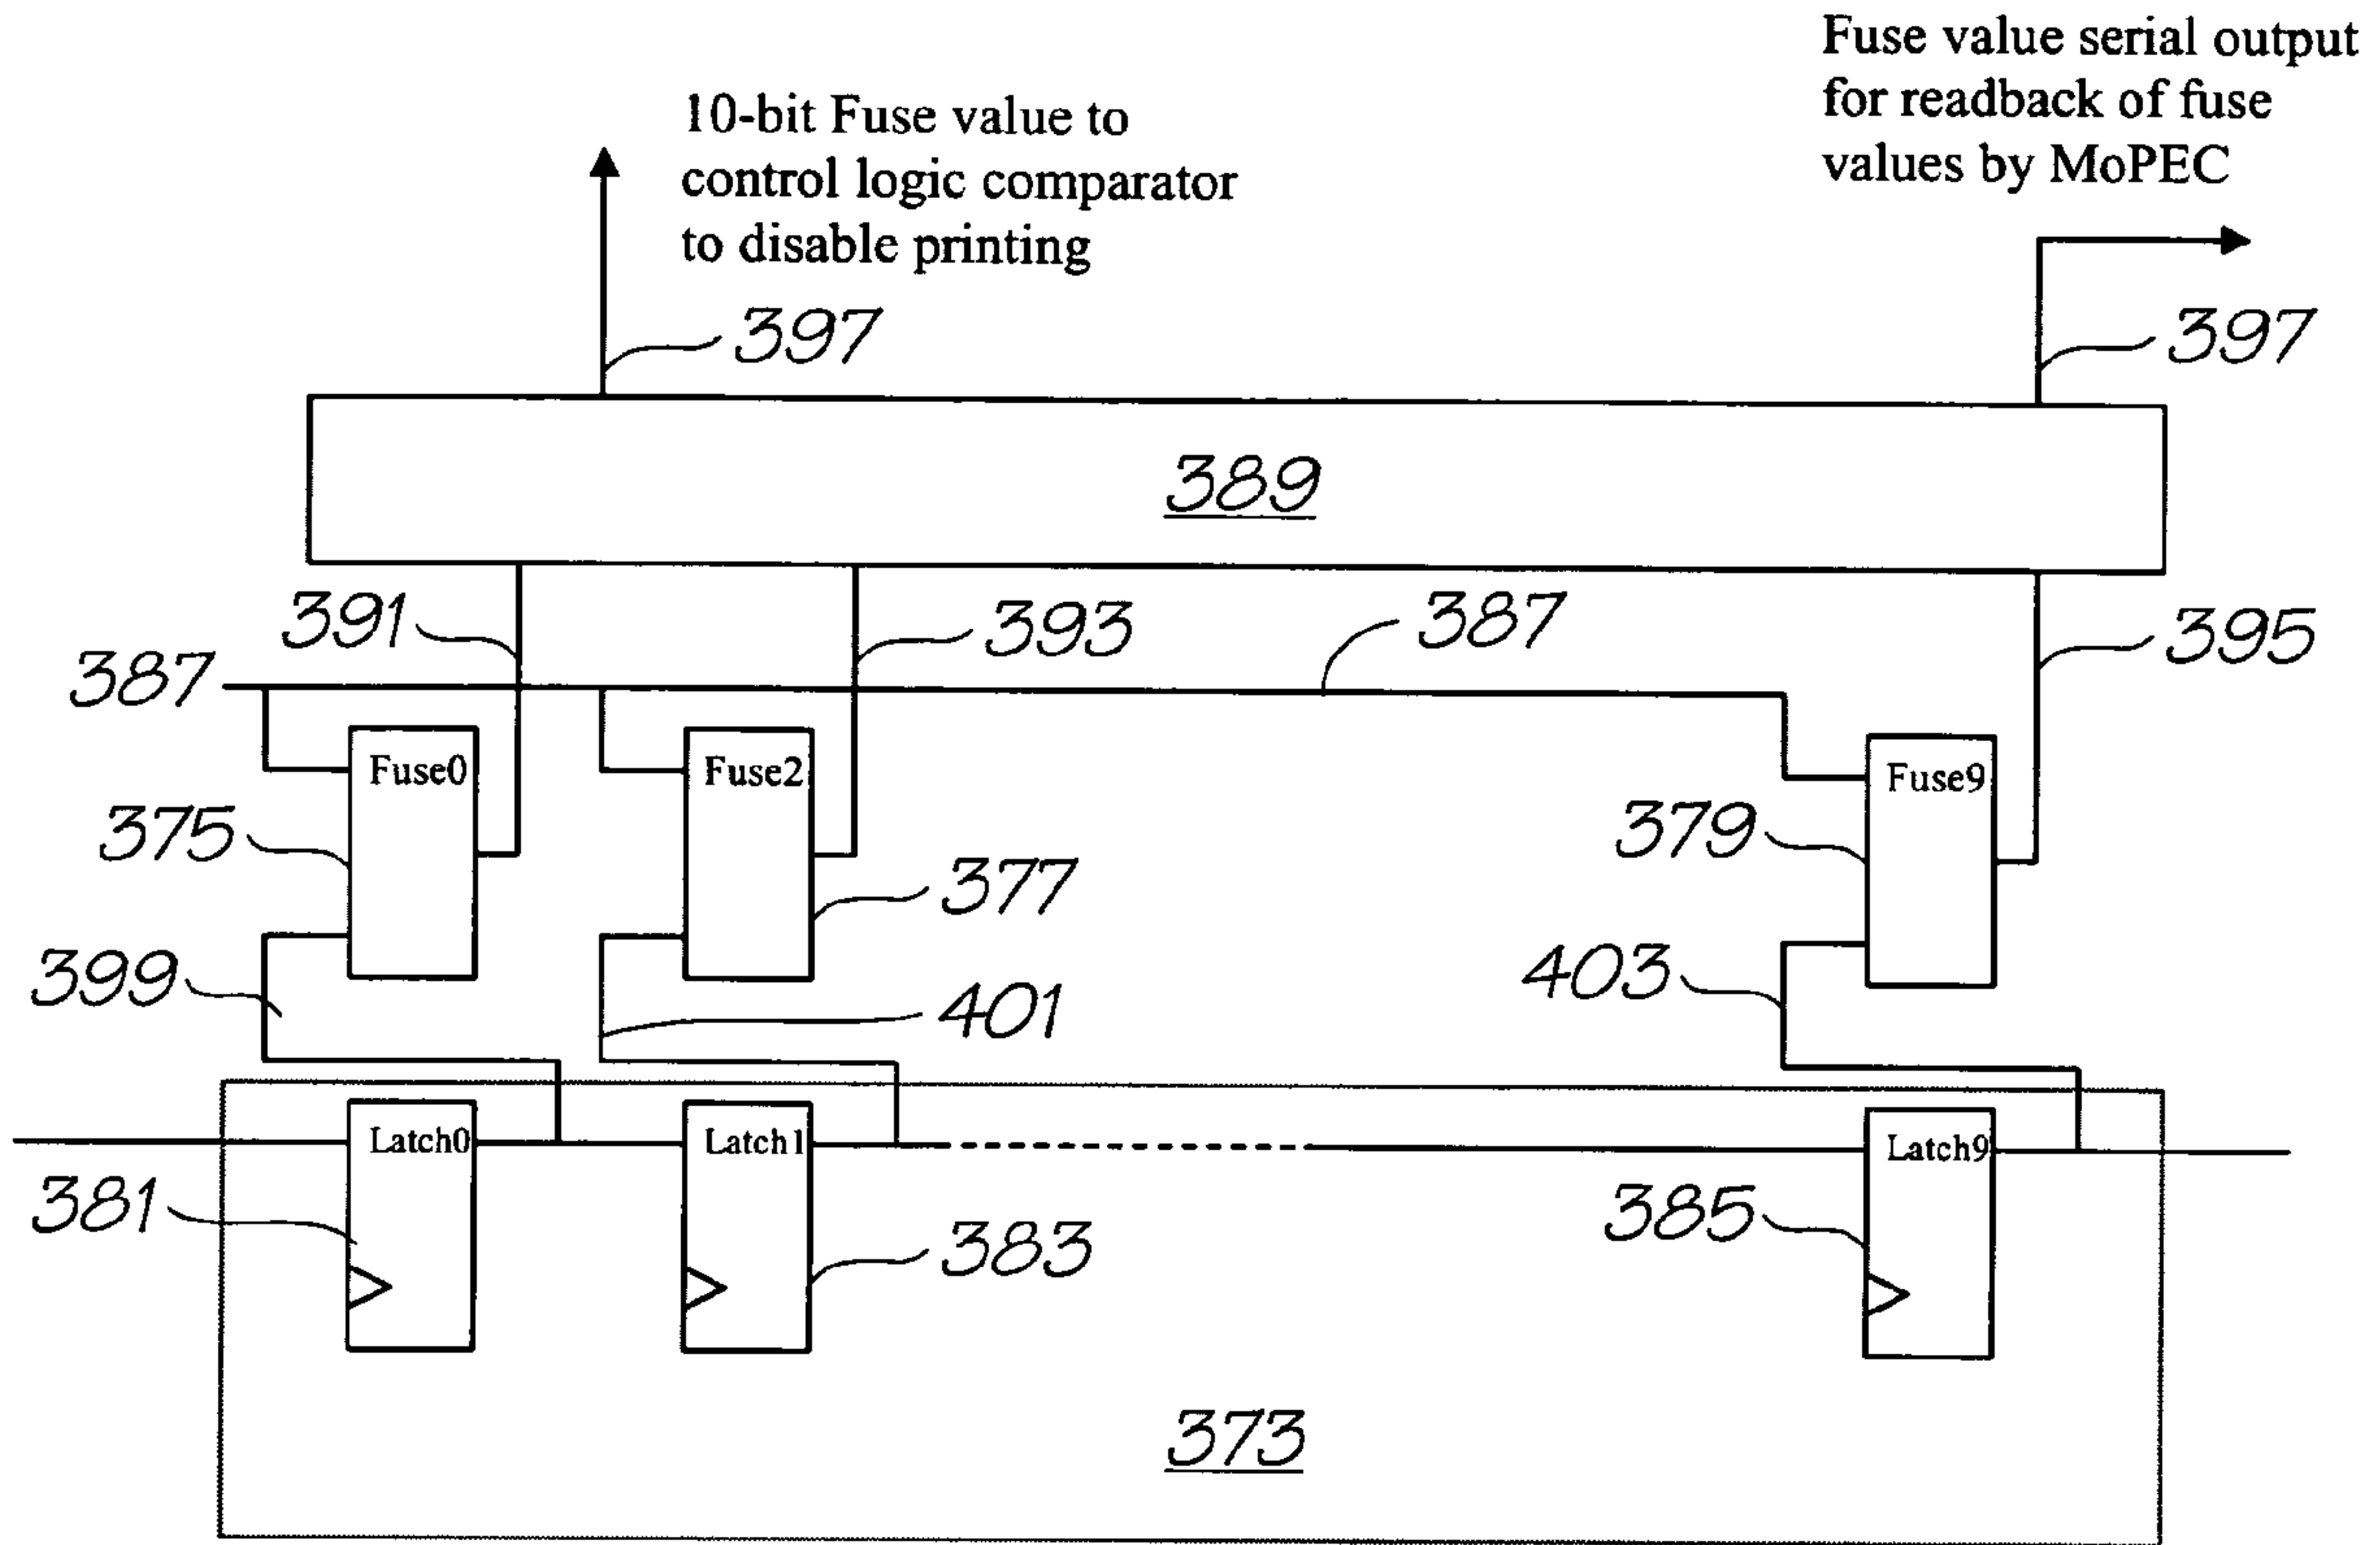 Fuse value serial output
for readback of fuse
values by MoPEC
10-bit Fuse value to
control logic comparator
to disable printing
397
397
389
391
393
387
395
387
Fuse0
Fuse2
Fuse9
375
379
377
399
403
401
Latch0
Latch1
Latch9
381
385
383
373